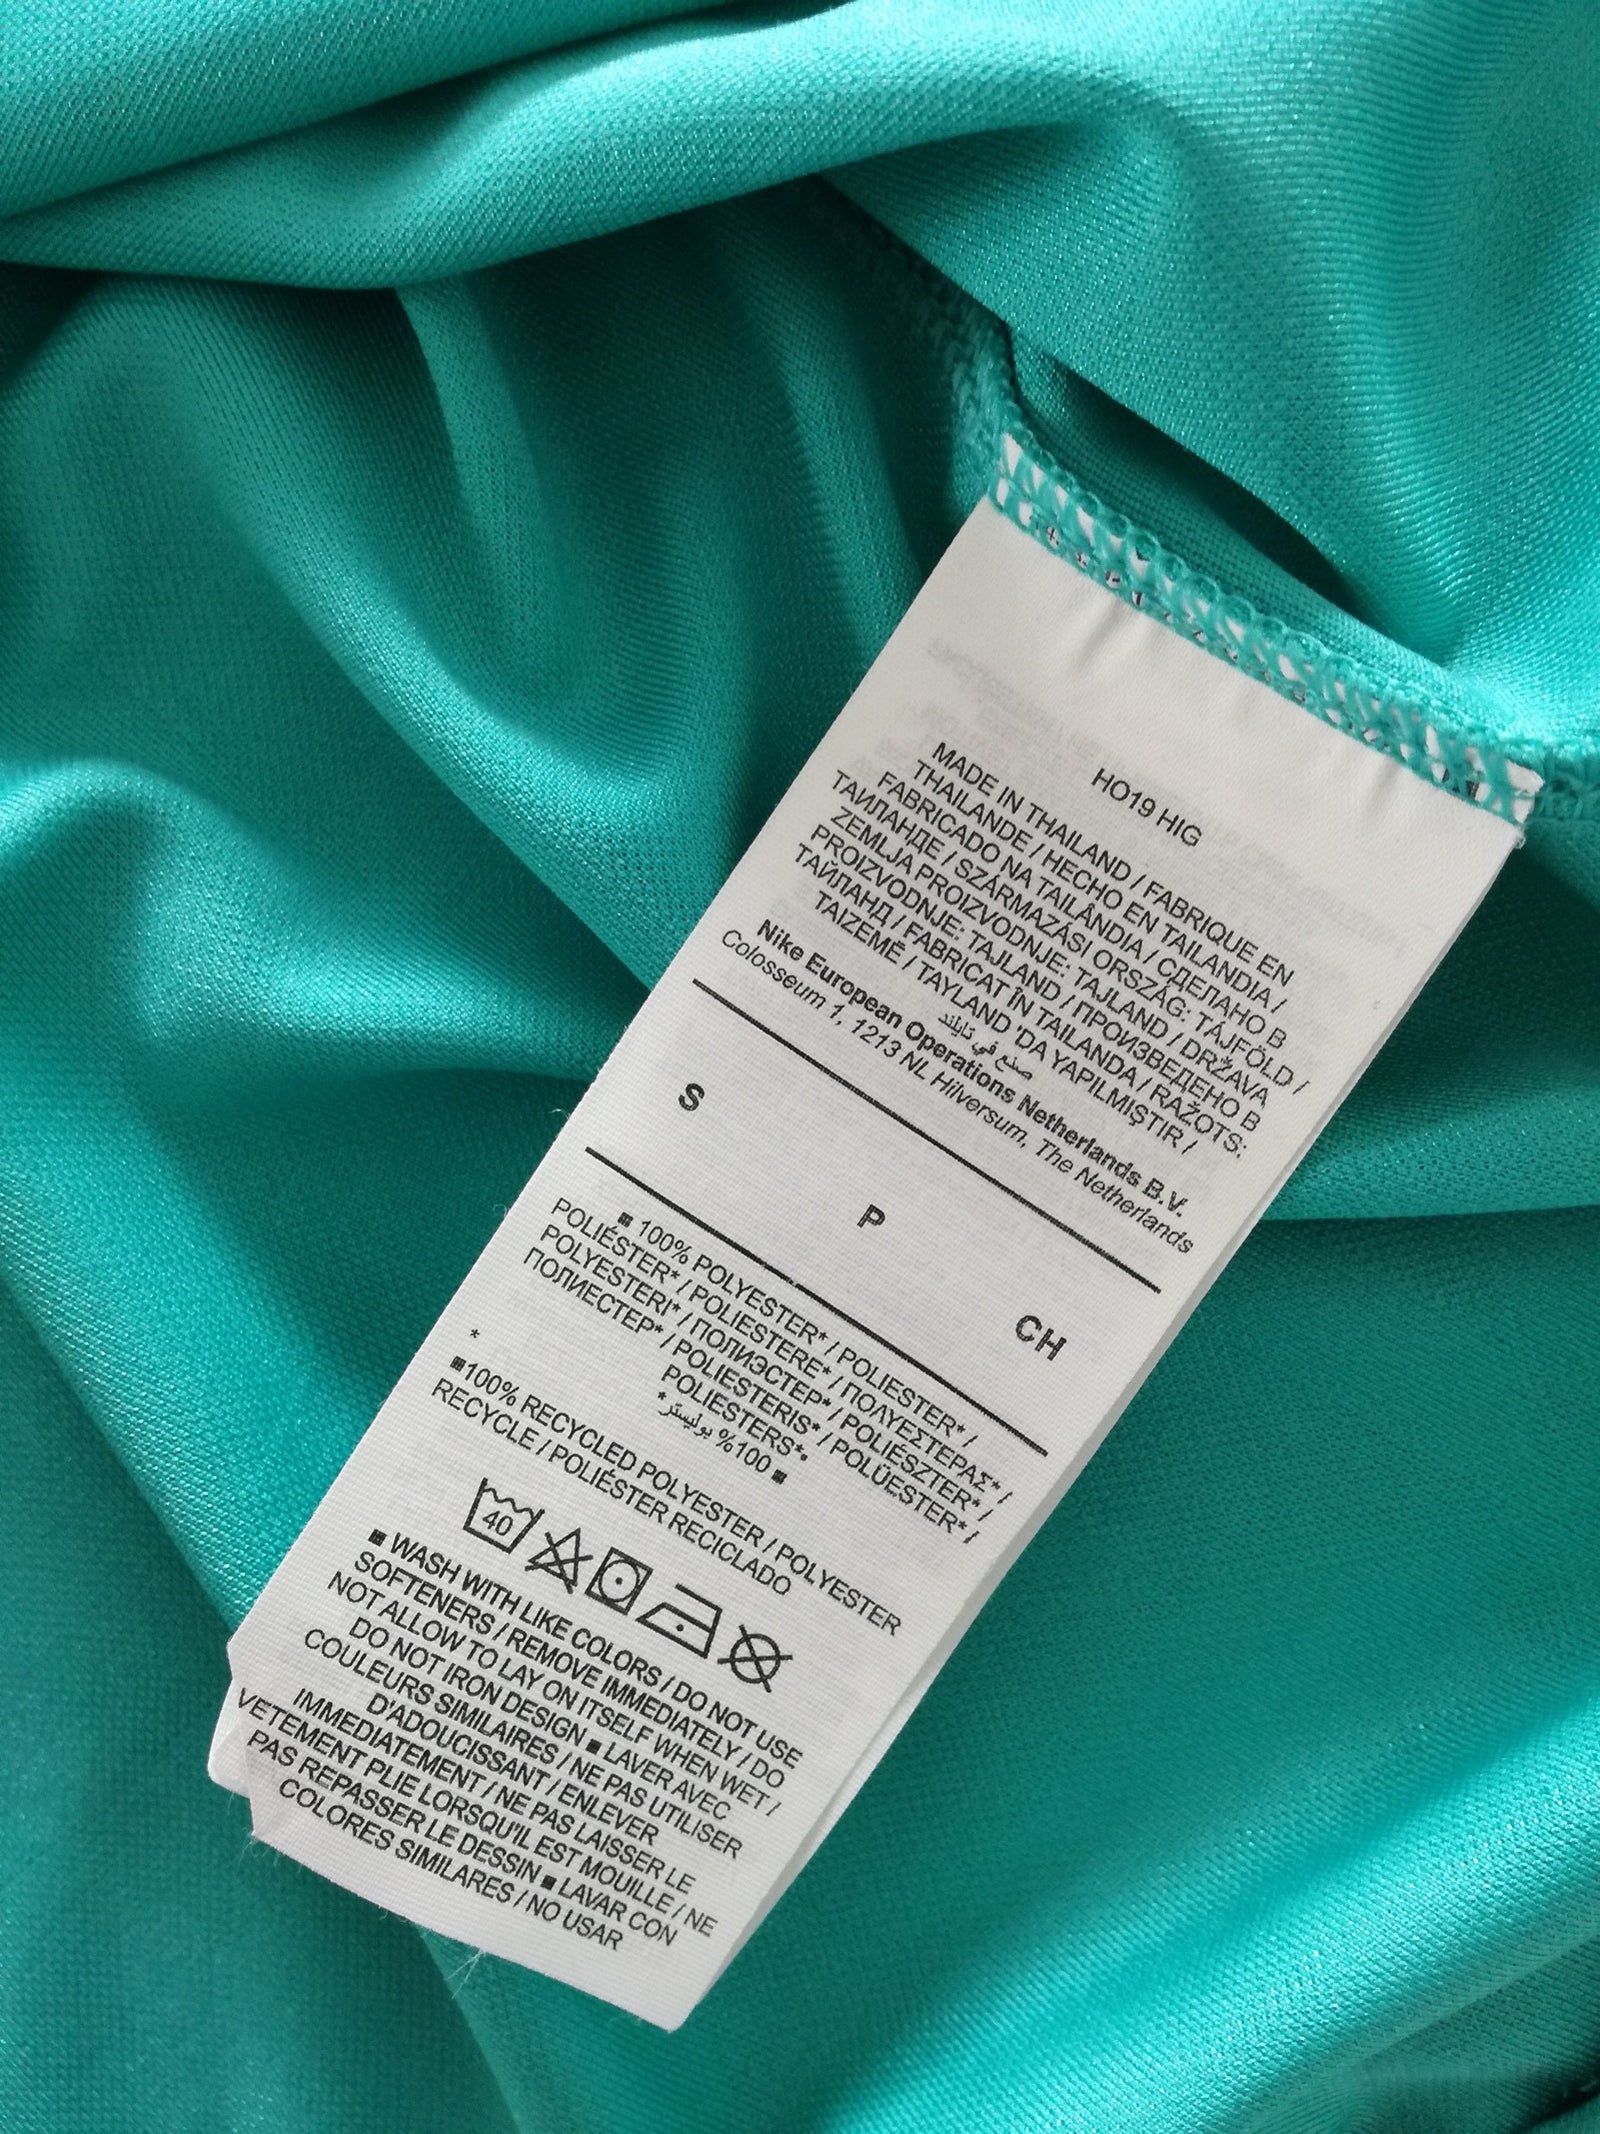 HO19 HIG
MADE IN THAILAND / FABRIQUE EN
THAILANDE / HECHO EN TAILANDIA /
FABRICADO NA TAILÂNDIA / СДЕЛАНО В
ТАИЛАНДЕ / SZÁRMAZÁSI ORSZÁG: TÁJFÖLD /
ZEMLJA PROIZVODNJE: TAJLAND / DRŽAVA
PROIZVODNJE: TAJLAND / ПРОИЗВЕДЕНО В
ТАЙЛАНД / FABRICAT ÎN TAILANDA / RAŽOTS:
TAIZEMĒ / TAYLAND 'DA YAPILMIŞTIR /
صنع في تايلند
Nike European Operations Netherlands B.V.
Colosseum 1, 1213 NL Hilversum, The Netherlands
S P CH
■ 100% POLYESTER* / POLIESTER* /
POLIÉSTER* / POLIESTERE* / ΠΟΛΥΕΣΤΕΡΑΣ* /
POLYESTERI* / ПОЛИЭСТЕР* / POLIÉSZTER* /
ПОЛИЕСТЕР* / POLIESTERIS* / POLÜESTER* /
POLIESTERS*.
■ 100% بوليستر*
*
■100% RECYCLED POLYESTER / POLYESTER
RECYCLE / POLIÉSTER RECICLADO
40
■ WASH WITH LIKE COLORS / DO NOT USE
SOFTENERS / REMOVE IMMEDIATELY / DO
NOT ALLOW TO LAY ON ITSELF WHEN WET /
DO NOT IRON DESIGN ■ LAVER AVEC
COULEURS SIMILAIRES / NE PAS UTILISER
D'ADOUCISSANT / ENLEVER
IMMEDIATEMENT / NE PAS LAISSER LE
VETEMENT PLIE LORSQU'IL EST MOUILLE / NE
PAS REPASSER LE DESSIN ■ LAVAR CON
COLORES SIMILARES / NO USAR